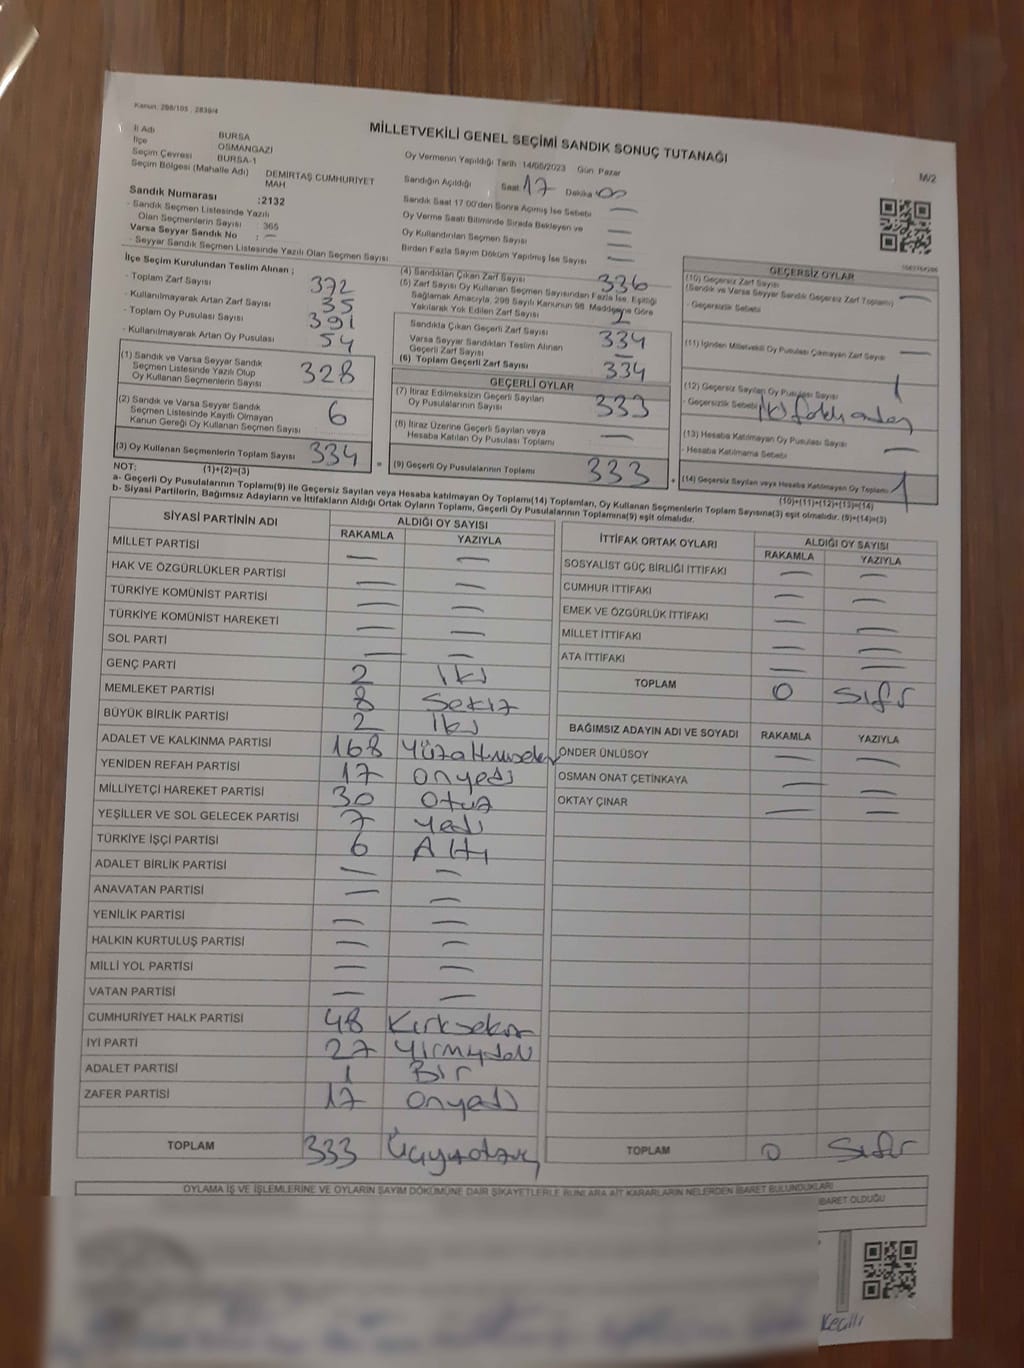 Kanun: 298/105 , 2839/4
MİLLETVEKİLİ GENEL SEÇİMİ SANDIK SONUÇ TUTANAĞI
M/2
İl Adı BURSA
İlçe OSMANGAZİ
Seçim Çevresi BURSA-1
Seçim Bölgesi (Mahalle Adı) DEMİRTAŞ CUMHURİYET MAH
Sandık Numarası :2132
- Sandık Seçmen Listesinde Yazılı
Olan Seçmenlerin Sayısı 365
Varsa Seyyar Sandık No : —
- Seyyar Sandık Seçmen Listesinde Yazılı Olan Seçmen Sayısı
Oy Vermenin Yapıldığı Tarih 14/05/2023 Gün Pazar
Sandığın Açıldığı Saat 17 Dakika 00
Sandık Saat 17:00'den Sonra Açılmış İse Sebebi —
Oy Verme Saati Bitiminde Sırada Bekleyen ve
Oy Kullandırılan Seçmen Sayısı —
Birden Fazla Sayım Döküm Yapılmış İse Sayısı —
İlçe Seçim Kurulundan Teslim Alınan ;
- Toplam Zarf Sayısı 372
- Kullanılmayarak Artan Zarf Sayısı 35
- Toplam Oy Pusulası Sayısı 391
- Kullanılmayarak Artan Oy Pusulası 54
(1) Sandık ve Varsa Seyyar Sandık
Seçmen Listesinde Yazılı Olup
Oy Kullanan Seçmenlerin Sayısı 328
(2) Sandık ve Varsa Seyyar Sandık
Seçmen Listesinde Kayıtlı Olmayan
Kanun Gereği Oy Kullanan Seçmen Sayısı 6
(3) Oy Kullanan Seçmenlerin Toplam Sayısı 334
(4) Sandıktan Çıkan Zarf Sayısı 336
(5) Zarf Sayısı Oy Kullanan Seçmen Sayısından Fazla İse, Eşitliği
Sağlamak Amacıyla, 298 Sayılı Kanunun 98. Maddesine Göre
Yakılarak Yok Edilen Zarf Sayısı 2
Sandıkta Çıkan Geçerli Zarf Sayısı 334
Varsa Seyyar Sandıktan Teslim Alınan
Geçerli Zarf Sayısı —
(6) Toplam Geçerli Zarf Sayısı 334
GEÇERLİ OYLAR
(7) İtiraz Edilmeksizin Geçerli Sayılan
Oy Pusulalarının Sayısı 333
(8) İtiraz Üzerine Geçerli Sayılan veya
Hesaba Katılan Oy Pusulası Toplamı —
= (9) Geçerli Oy Pusulalarının Toplamı 333 +
GEÇERSİZ OYLAR
(10) Geçersiz Zarf Sayısı
(Sandık ve Varsa Seyyar Sandık Geçersiz Zarf Toplamı) —
- Geçersizlik Sebebi
(11) İçinden Milletvekili Oy Pusulası Çıkmayan Zarf Sayısı —
(12) Geçersiz Sayılan Oy Pusulası Sayısı 1
- Geçersizlik Sebebi
(13) Hesaba Katılmayan Oy Pusulası Sayısı —
- Hesaba Katılmama Sebebi
(14) Geçersiz Sayılan veya Hesaba Katılmayan Oy Toplamı 1
NOT: (1)+(2)=(3) (10)+(11)+(12)+(13)=(14)
a- Geçerli Oy Pusulalarının Toplamı(9) ile Geçersiz Sayılan veya Hesaba katılmayan Oy Toplamı(14) Toplamları, Oy Kullanan Seçmenlerin Toplam Sayısına(3) eşit olmalıdır. (9)+(14)=(3)
b- Siyasi Partilerin, Bağımsız Adayların ve İttifakların Aldığı Ortak Oyların Toplamı, Geçerli Oy Pusulalarının Toplamına(9) eşit olmalıdır.
SİYASİ PARTİNİN ADI ALDIĞI OY SAYISI
RAKAMLA YAZIYLA
MİLLET PARTİSİ — —
HAK VE ÖZGÜRLÜKLER PARTİSİ — —
TÜRKİYE KOMÜNİST PARTİSİ — —
TÜRKİYE KOMÜNİST HAREKETİ — —
SOL PARTİ — —
GENÇ PARTİ 2 İki
MEMLEKET PARTİSİ 8 Sekiz
BÜYÜK BİRLİK PARTİSİ 2 İki
ADALET VE KALKINMA PARTİSİ 168 Yüzaltmışsekiz
YENİDEN REFAH PARTİSİ 17 onyedi
MİLLİYETÇİ HAREKET PARTİSİ 30 Otuz
YEŞİLLER VE SOL GELECEK PARTİSİ 7 yedi
TÜRKİYE İŞÇİ PARTİSİ 6 Altı
ADALET BİRLİK PARTİSİ — —
ANAVATAN PARTİSİ — —
YENİLİK PARTİSİ — —
HALKIN KURTULUŞ PARTİSİ — —
MİLLİ YOL PARTİSİ — —
VATAN PARTİSİ — —
CUMHURİYET HALK PARTİSİ 48 Kırksekiz
İYİ PARTİ 27 yirmiyedi
ADALET PARTİSİ 1 Bir
ZAFER PARTİSİ 17 onyedi
TOPLAM 333 Üçyüzotuzüç
İTTİFAK ORTAK OYLARI ALDIĞI OY SAYISI
RAKAMLA YAZIYLA
SOSYALİST GÜÇ BİRLİĞİ İTTİFAKI — —
CUMHUR İTTİFAKI — —
EMEK VE ÖZGÜRLÜK İTTİFAKI — —
MİLLET İTTİFAKI — —
ATA İTTİFAKI — —
TOPLAM 0 Sıfır
BAĞIMSIZ ADAYIN ADI VE SOYADI RAKAMLA YAZIYLA
ÖNDER ÜNLÜSOY — —
OSMAN ONAT ÇETİNKAYA — —
OKTAY ÇINAR — —
TOPLAM 0 Sıfır
OYLAMA İŞ VE İŞLEMLERİNE VE OYLARIN SAYIM DÖKÜMÜNE DAİR ŞİKAYETLERLE BUNLARA AİT KARARLARIN NELERDEN İBARET BULUNDUKLARI
İBARET OLDUĞU